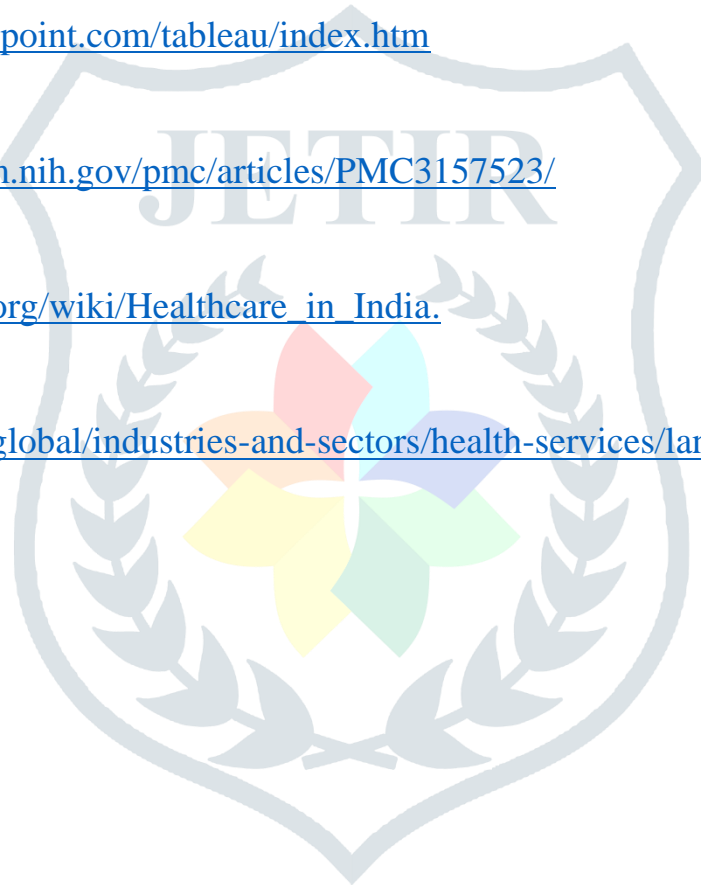 point.com/tableau/index.htm
n.nih.gov/pmc/articles/PMC3157523/
JETIR
org/wiki/Healthcare_in_India.
global/industries-and-sectors/health-services/lar